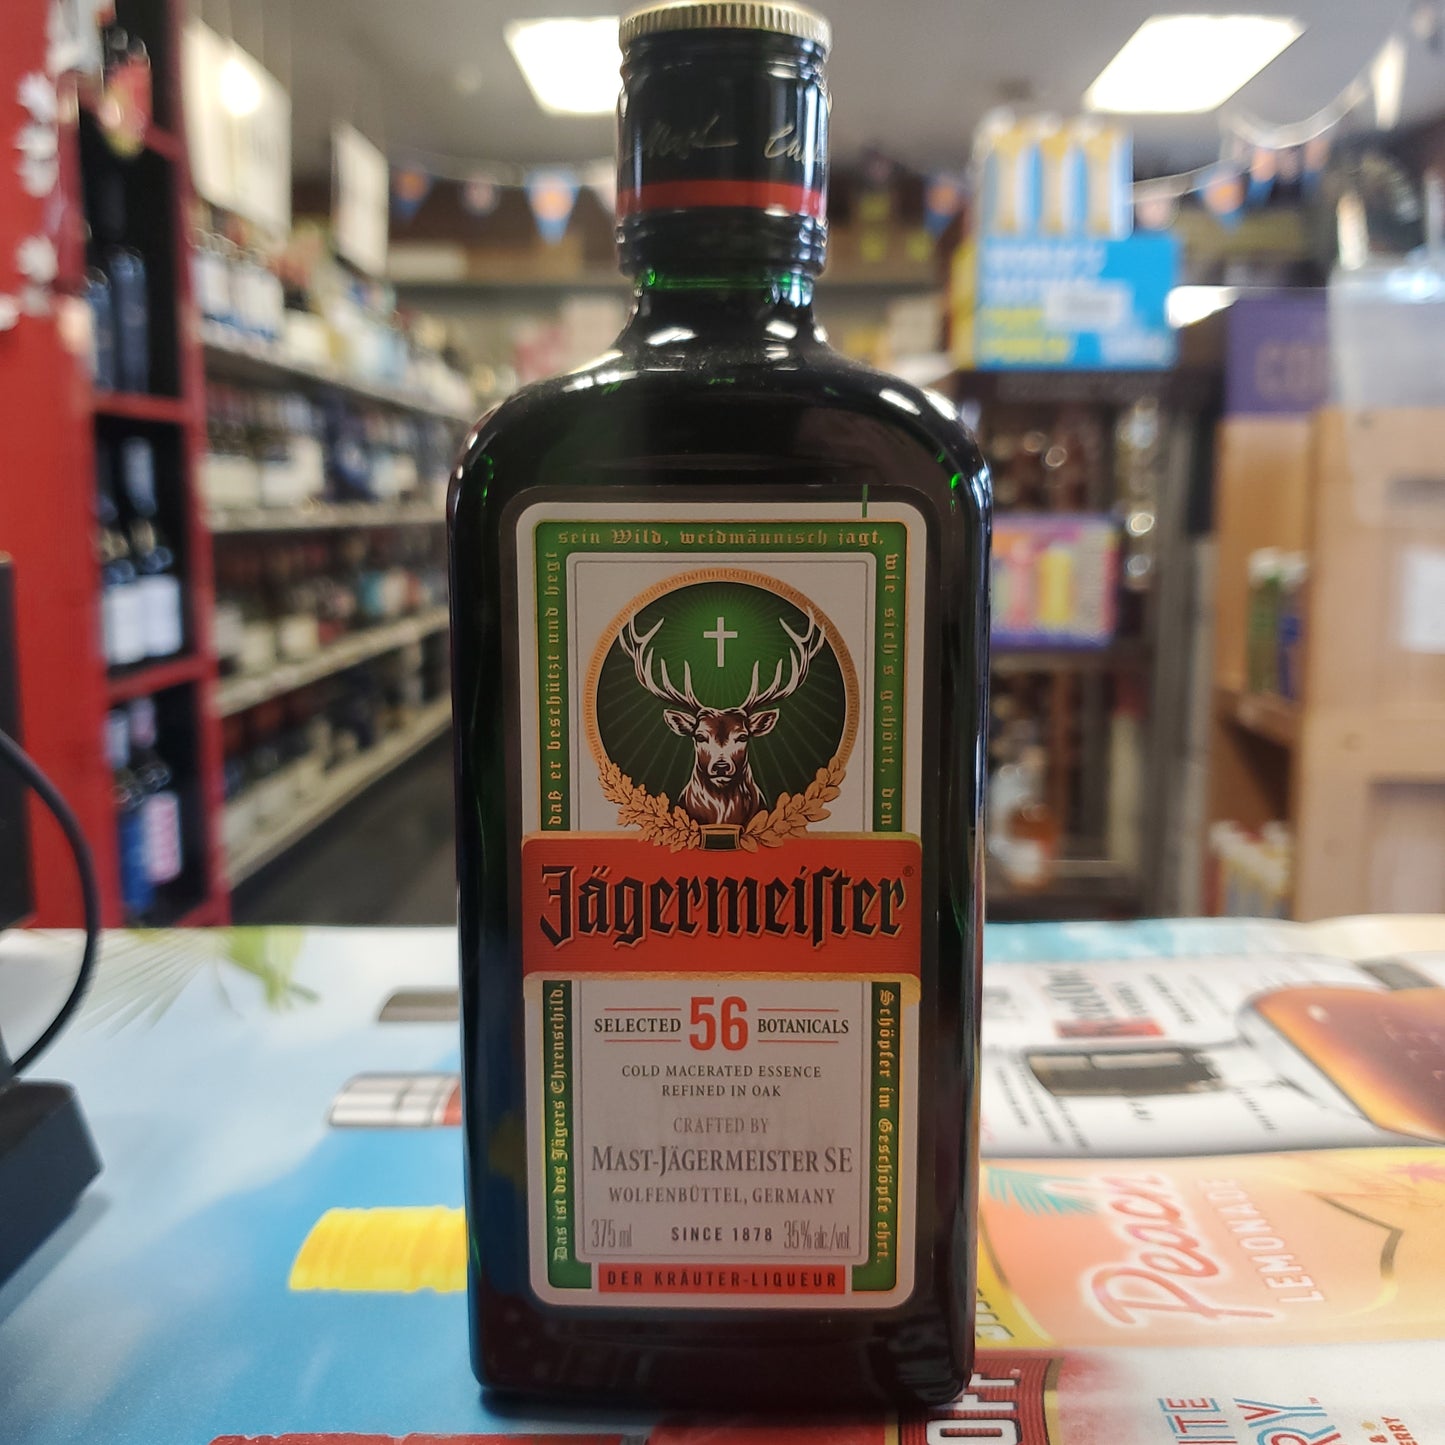 Mast
sein Wild, weidmännisch jagt,
daß er beschützt und hegt
wie sich's gehört, den
Jägermeiſter®
SELECTED 56 BOTANICALS
COLD MACERATED ESSENCE
REFINED IN OAK
CRAFTED BY
MAST-JÄGERMEISTER SE
WOLFENBÜTTEL, GERMANY
375 ml SINCE 1878 35% alc./vol
DER KRÄUTER-LIQUEUR
Das ist des Jägers Ehrenschild,
Schöpfer im Geschöpfe ehrt.
Peach
LEMONADE